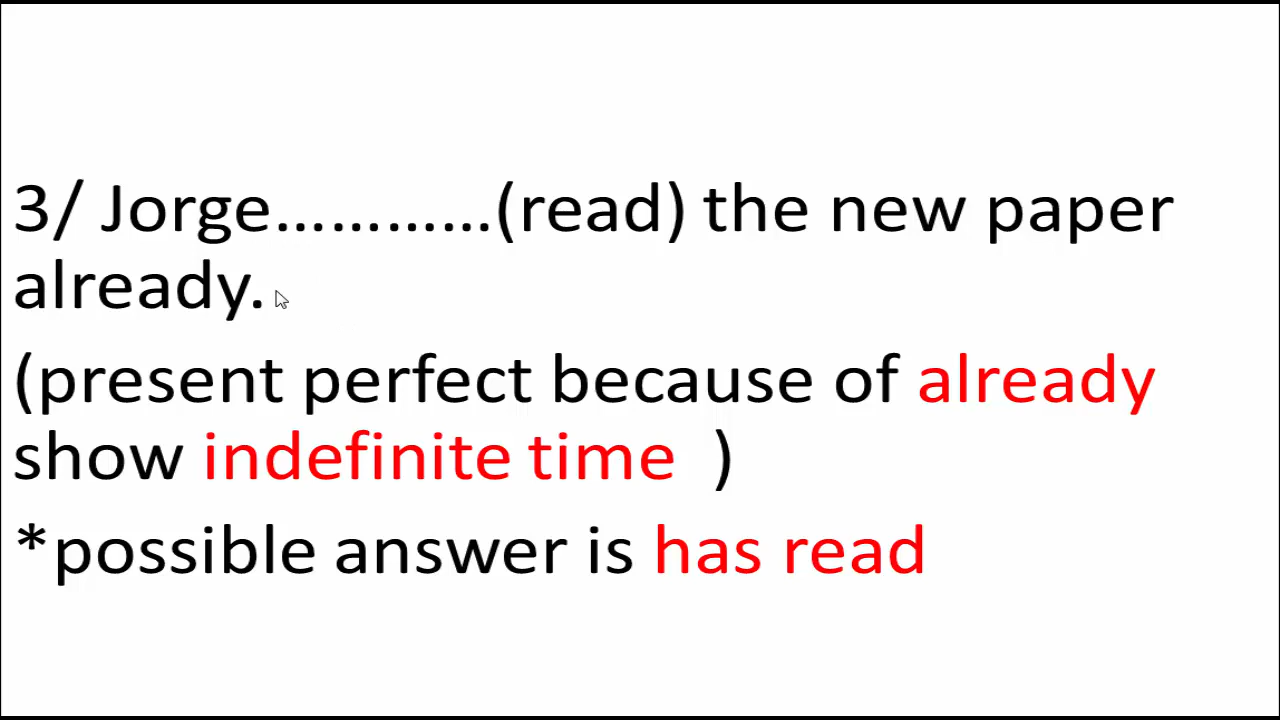 3/ Jorge.............(read) the new paper
already.
(present perfect because of already
show indefinite time  )
*possible answer is has read